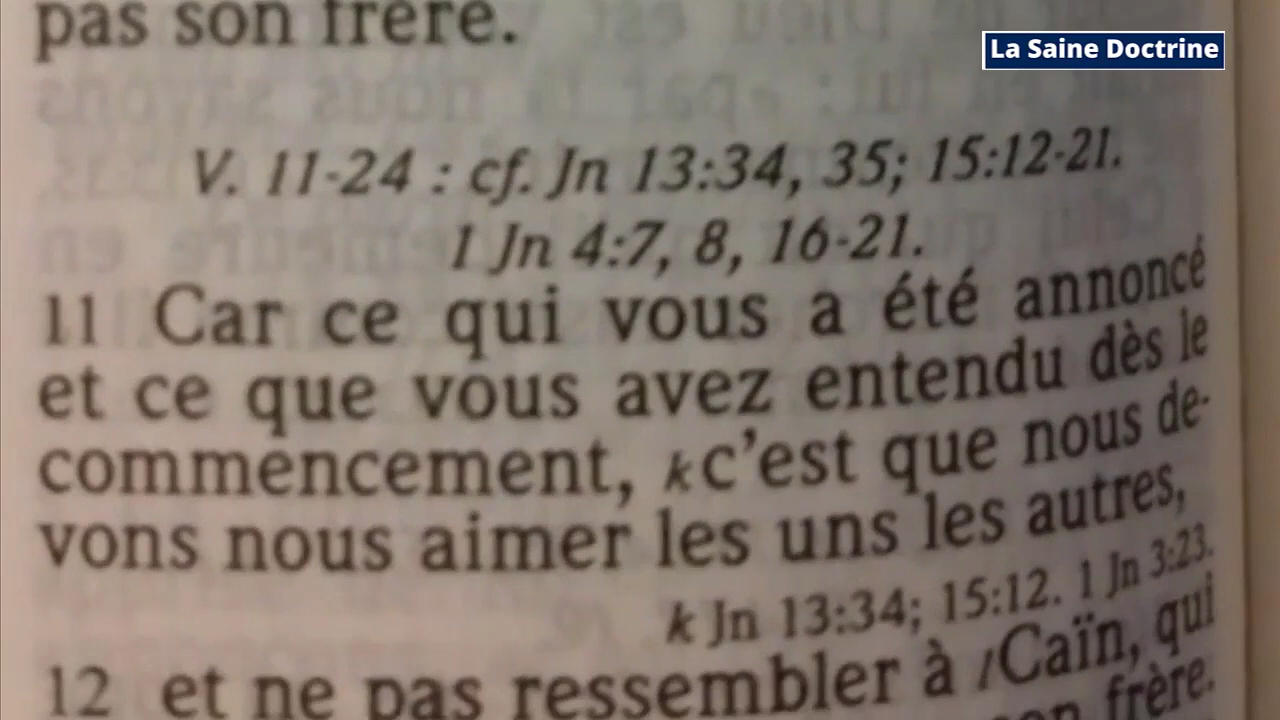 pas son frère.
La Saine Doctrine
V. 11-24 : cf. Jn 13:34, 35; 15:12-21.
1 Jn 4:7, 8, 16-21.
11 Car ce qui vous a été annoncé
et ce que vous avez entendu dès le
commencement, k c'est que nous de-
vons nous aimer les uns les autres,
k Jn 13:34; 15:12. 1 Jn 3:23.
12 et ne pas ressembler à l Caïn, qui
son frère.